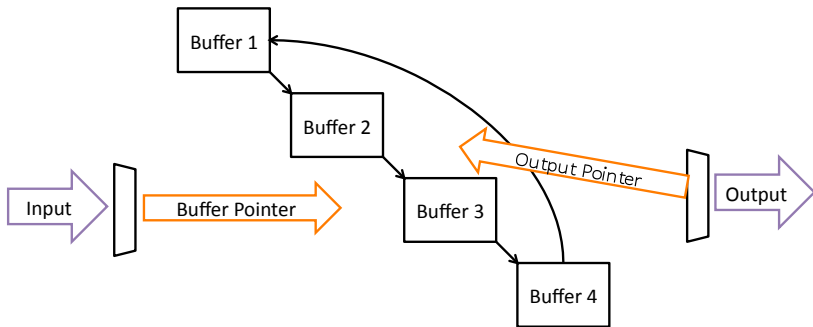 Buffer 1
Buffer 2
Output Pointer
Input
Buffer Pointer
Buffer 3
Output
Buffer 4